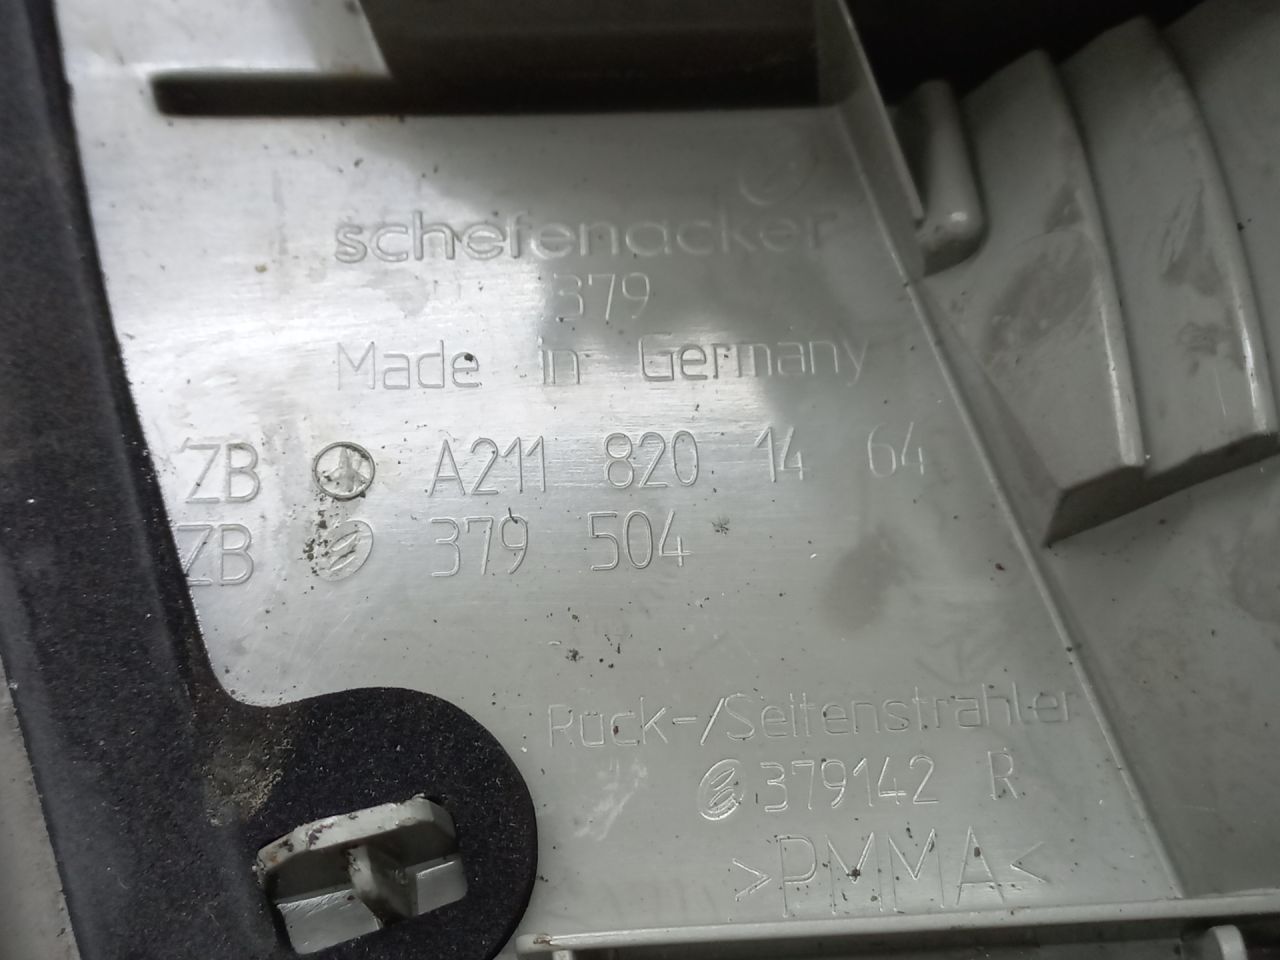 schefenacker
379
Made in Germany
ZB A211 820 14 64
ZB 379 504
Rück-/Seitenstrahler
379142 R
>PMMA<